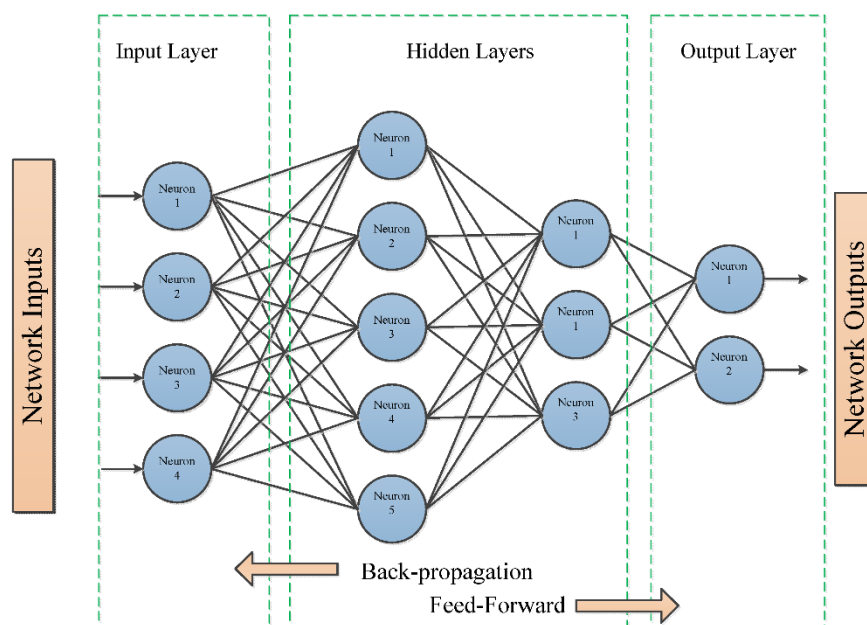 Input Layer
Hidden Layers
Output Layer
Network Inputs
Neuron
1
Neuron
2
Neuron
3
Neuron
4
Neuron
1
Neuron
2
Neuron
3
Neuron
4
Neuron
5
Neuron
1
Neuron
1
Neuron
3
Neuron
1
Neuron
2
Network Outputs
Back-propagation
Feed-Forward